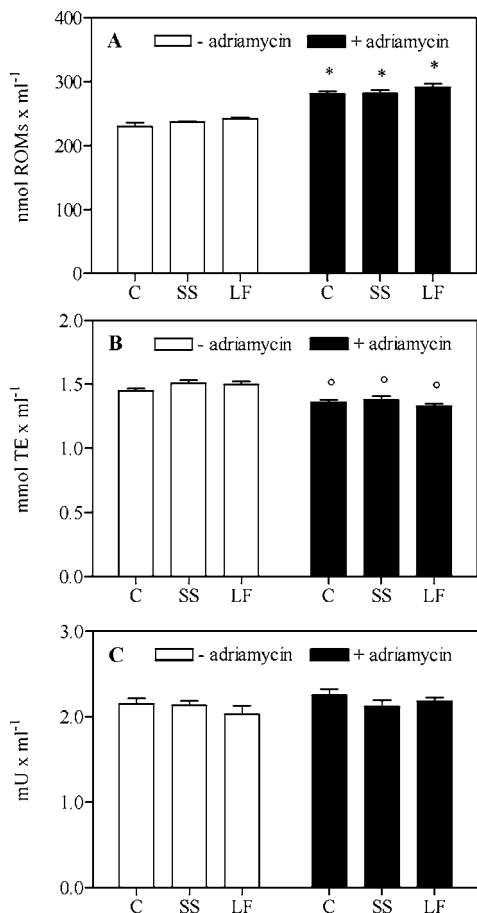 A - adriamycin + adriamycin
400
300
200
100
0
nmol ROMs x ml⁻¹
* * *
C SS LF C SS LF
B - adriamycin + adriamycin
2.0
1.5
1.0
0.5
0.0
mmol TE x ml⁻¹
° ° °
C SS LF C SS LF
C - adriamycin + adriamycin
3.0
2.0
1.0
0.0
mU x ml⁻¹
C SS LF C SS LF